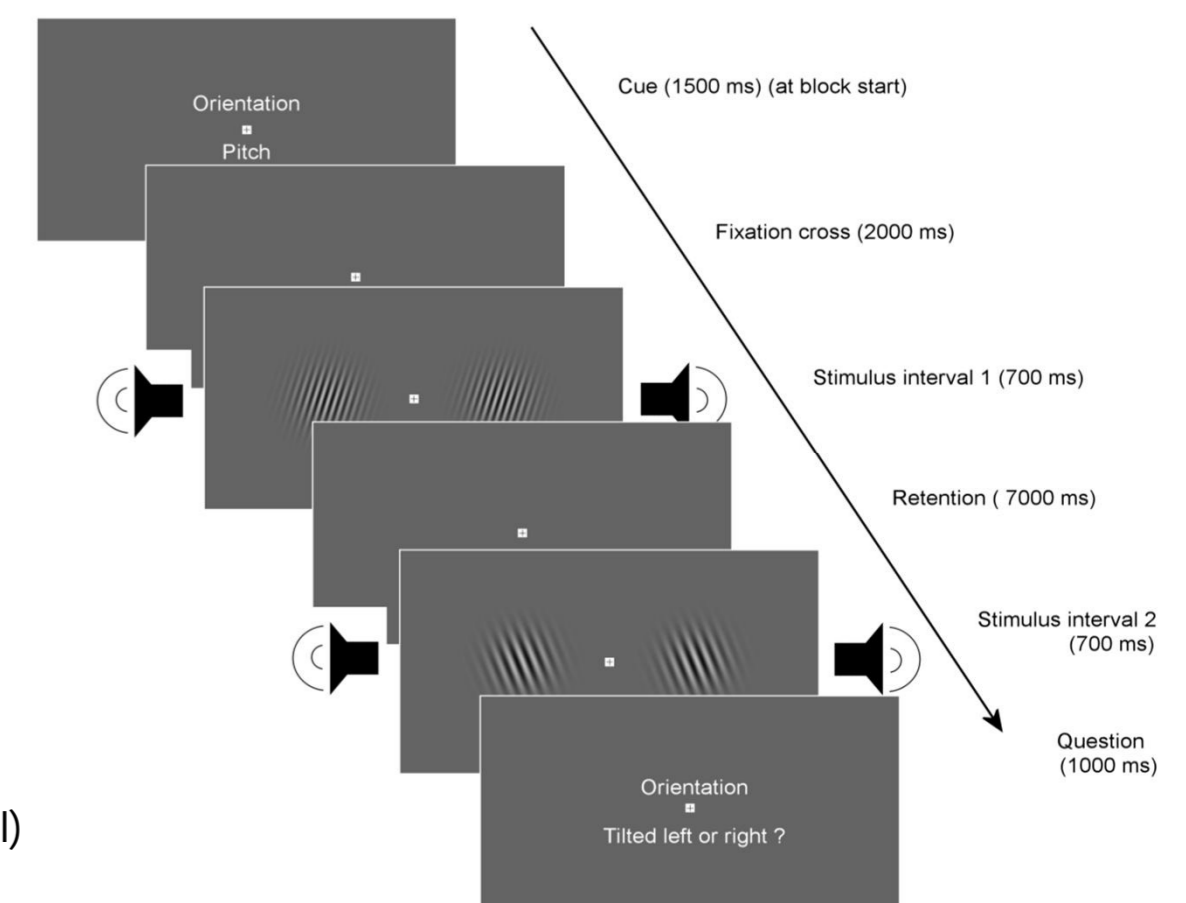 Orientation
Pitch
Cue (1500 ms) (at block start)
Fixation cross (2000 ms)
Stimulus interval 1 (700 ms)
Retention ( 7000 ms)
Stimulus interval 2
(700 ms)
Question
(1000 ms)
Orientation
Tilted left or right ?
l)